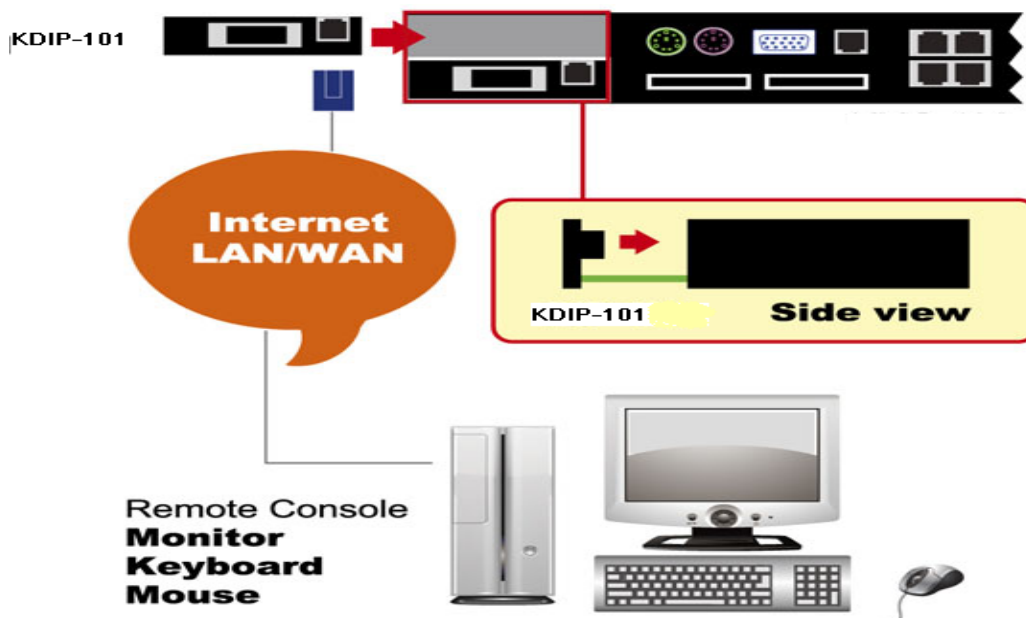 KDIP-101
Internet
LAN/WAN
KDIP-101
Side view
Remote Console
Monitor
Keyboard
Mouse